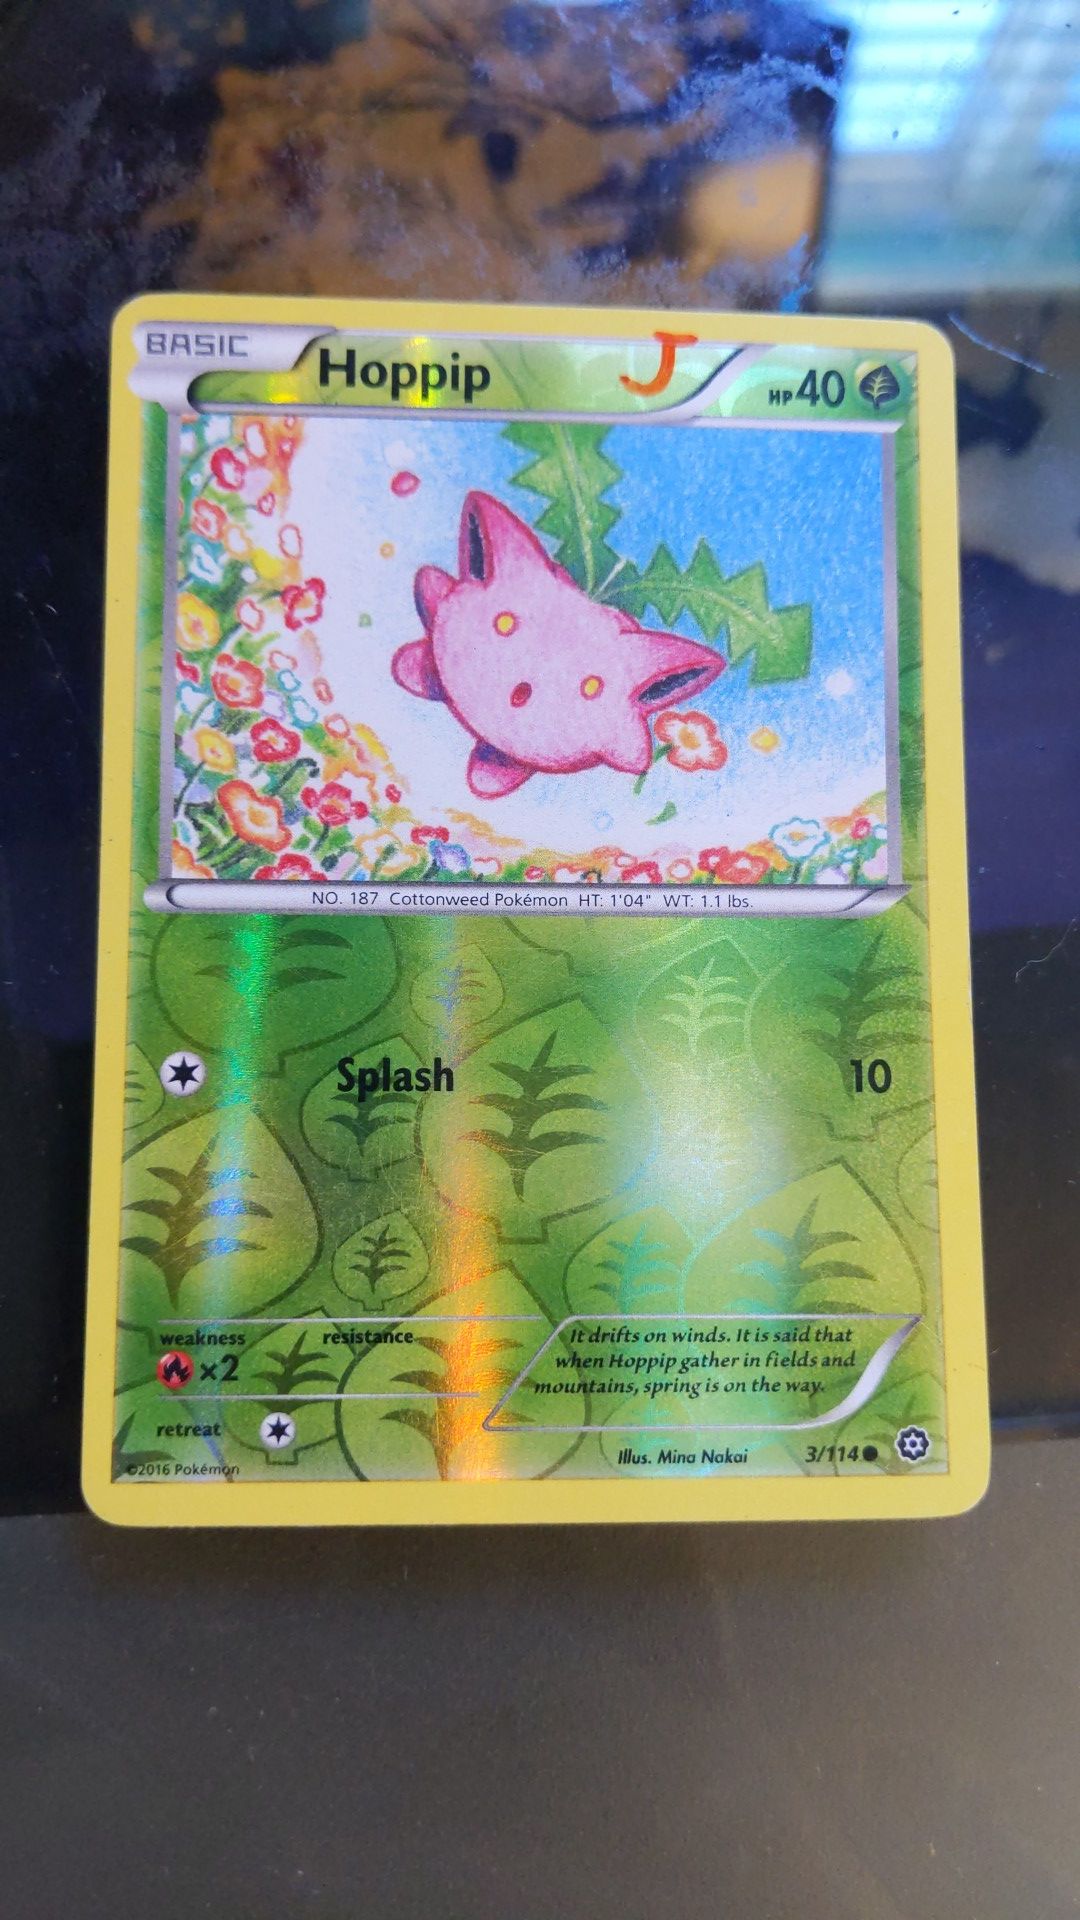 BASIC
Hoppip J HP 40
NO. 187 Cottonweed Pokémon HT: 1'04" WT: 1.1 lbs.
Splash 10
weakness resistance
×2
retreat
It drifts on winds. It is said that
when Hoppip gather in fields and
mountains, spring is on the way.
Illus. Mina Nakai 3/114
©2016 Pokémon